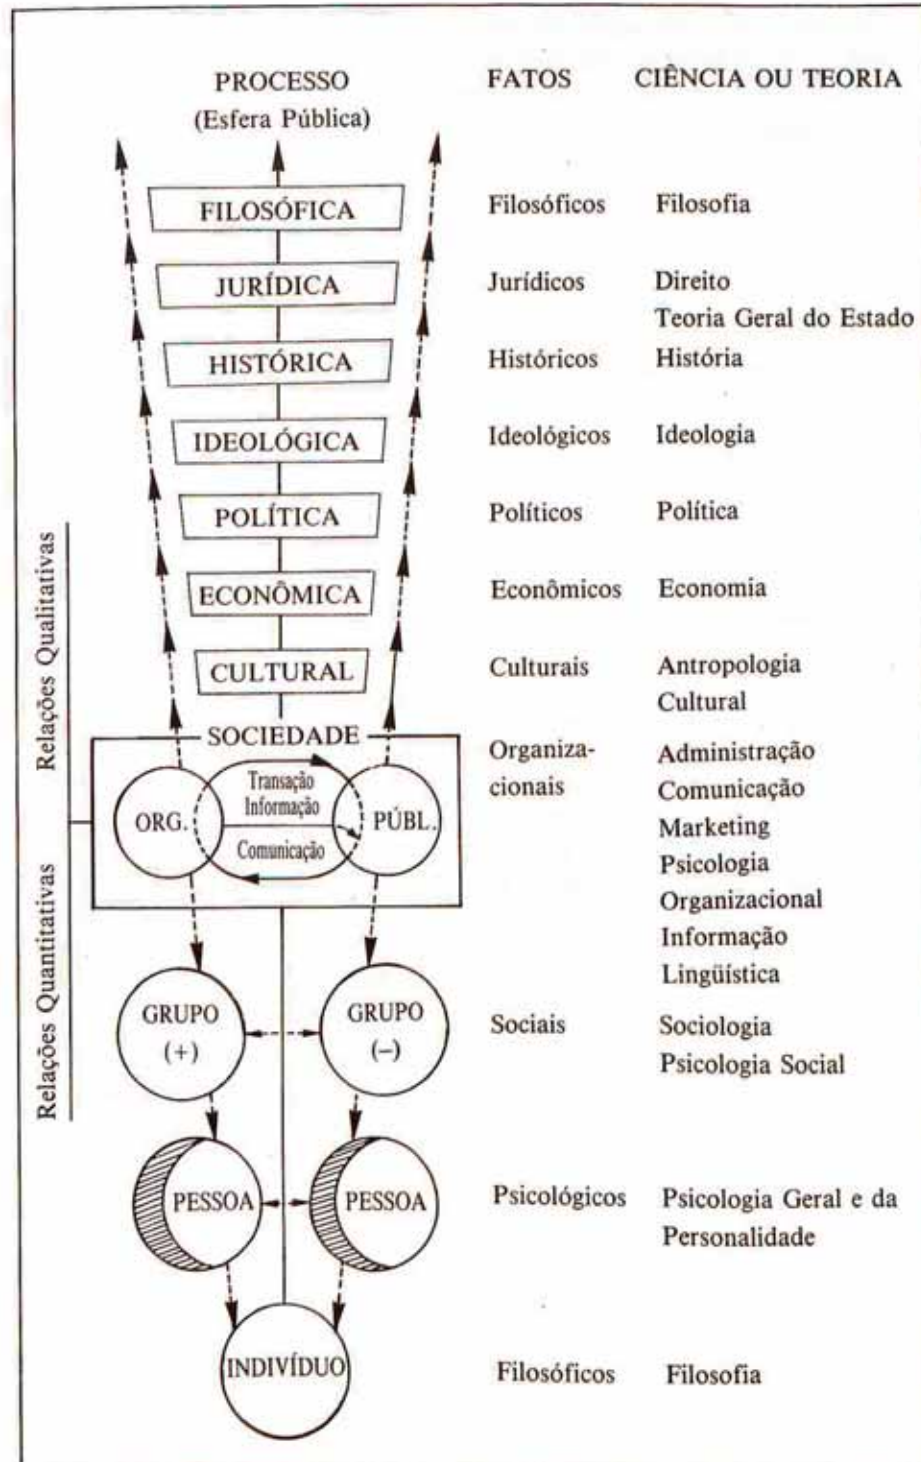 PROCESSO FATOS CIÊNCIA OU TEORIA
(Esfera Pública)
FILOSÓFICA Filosóficos Filosofia
JURÍDICA Jurídicos Direito
Teoria Geral do Estado
HISTÓRICA Históricos História
IDEOLÓGICA Ideológicos Ideologia
POLÍTICA Políticos Política
ECONÔMICA Econômicos Economia
CULTURAL Culturais Antropologia
Cultural
Relações Qualitativas
SOCIEDADE Organiza- Administração
Transação cionais Comunicação
Informação
ORG. PÚBL. Marketing
Comunicação Psicologia
Organizacional
Informação
Lingüística
Relações Quantitativas
GRUPO GRUPO Sociais Sociologia
(+) (–) Psicologia Social
PESSOA PESSOA Psicológicos Psicologia Geral e da
Personalidade
INDIVÍDUO Filosóficos Filosofia